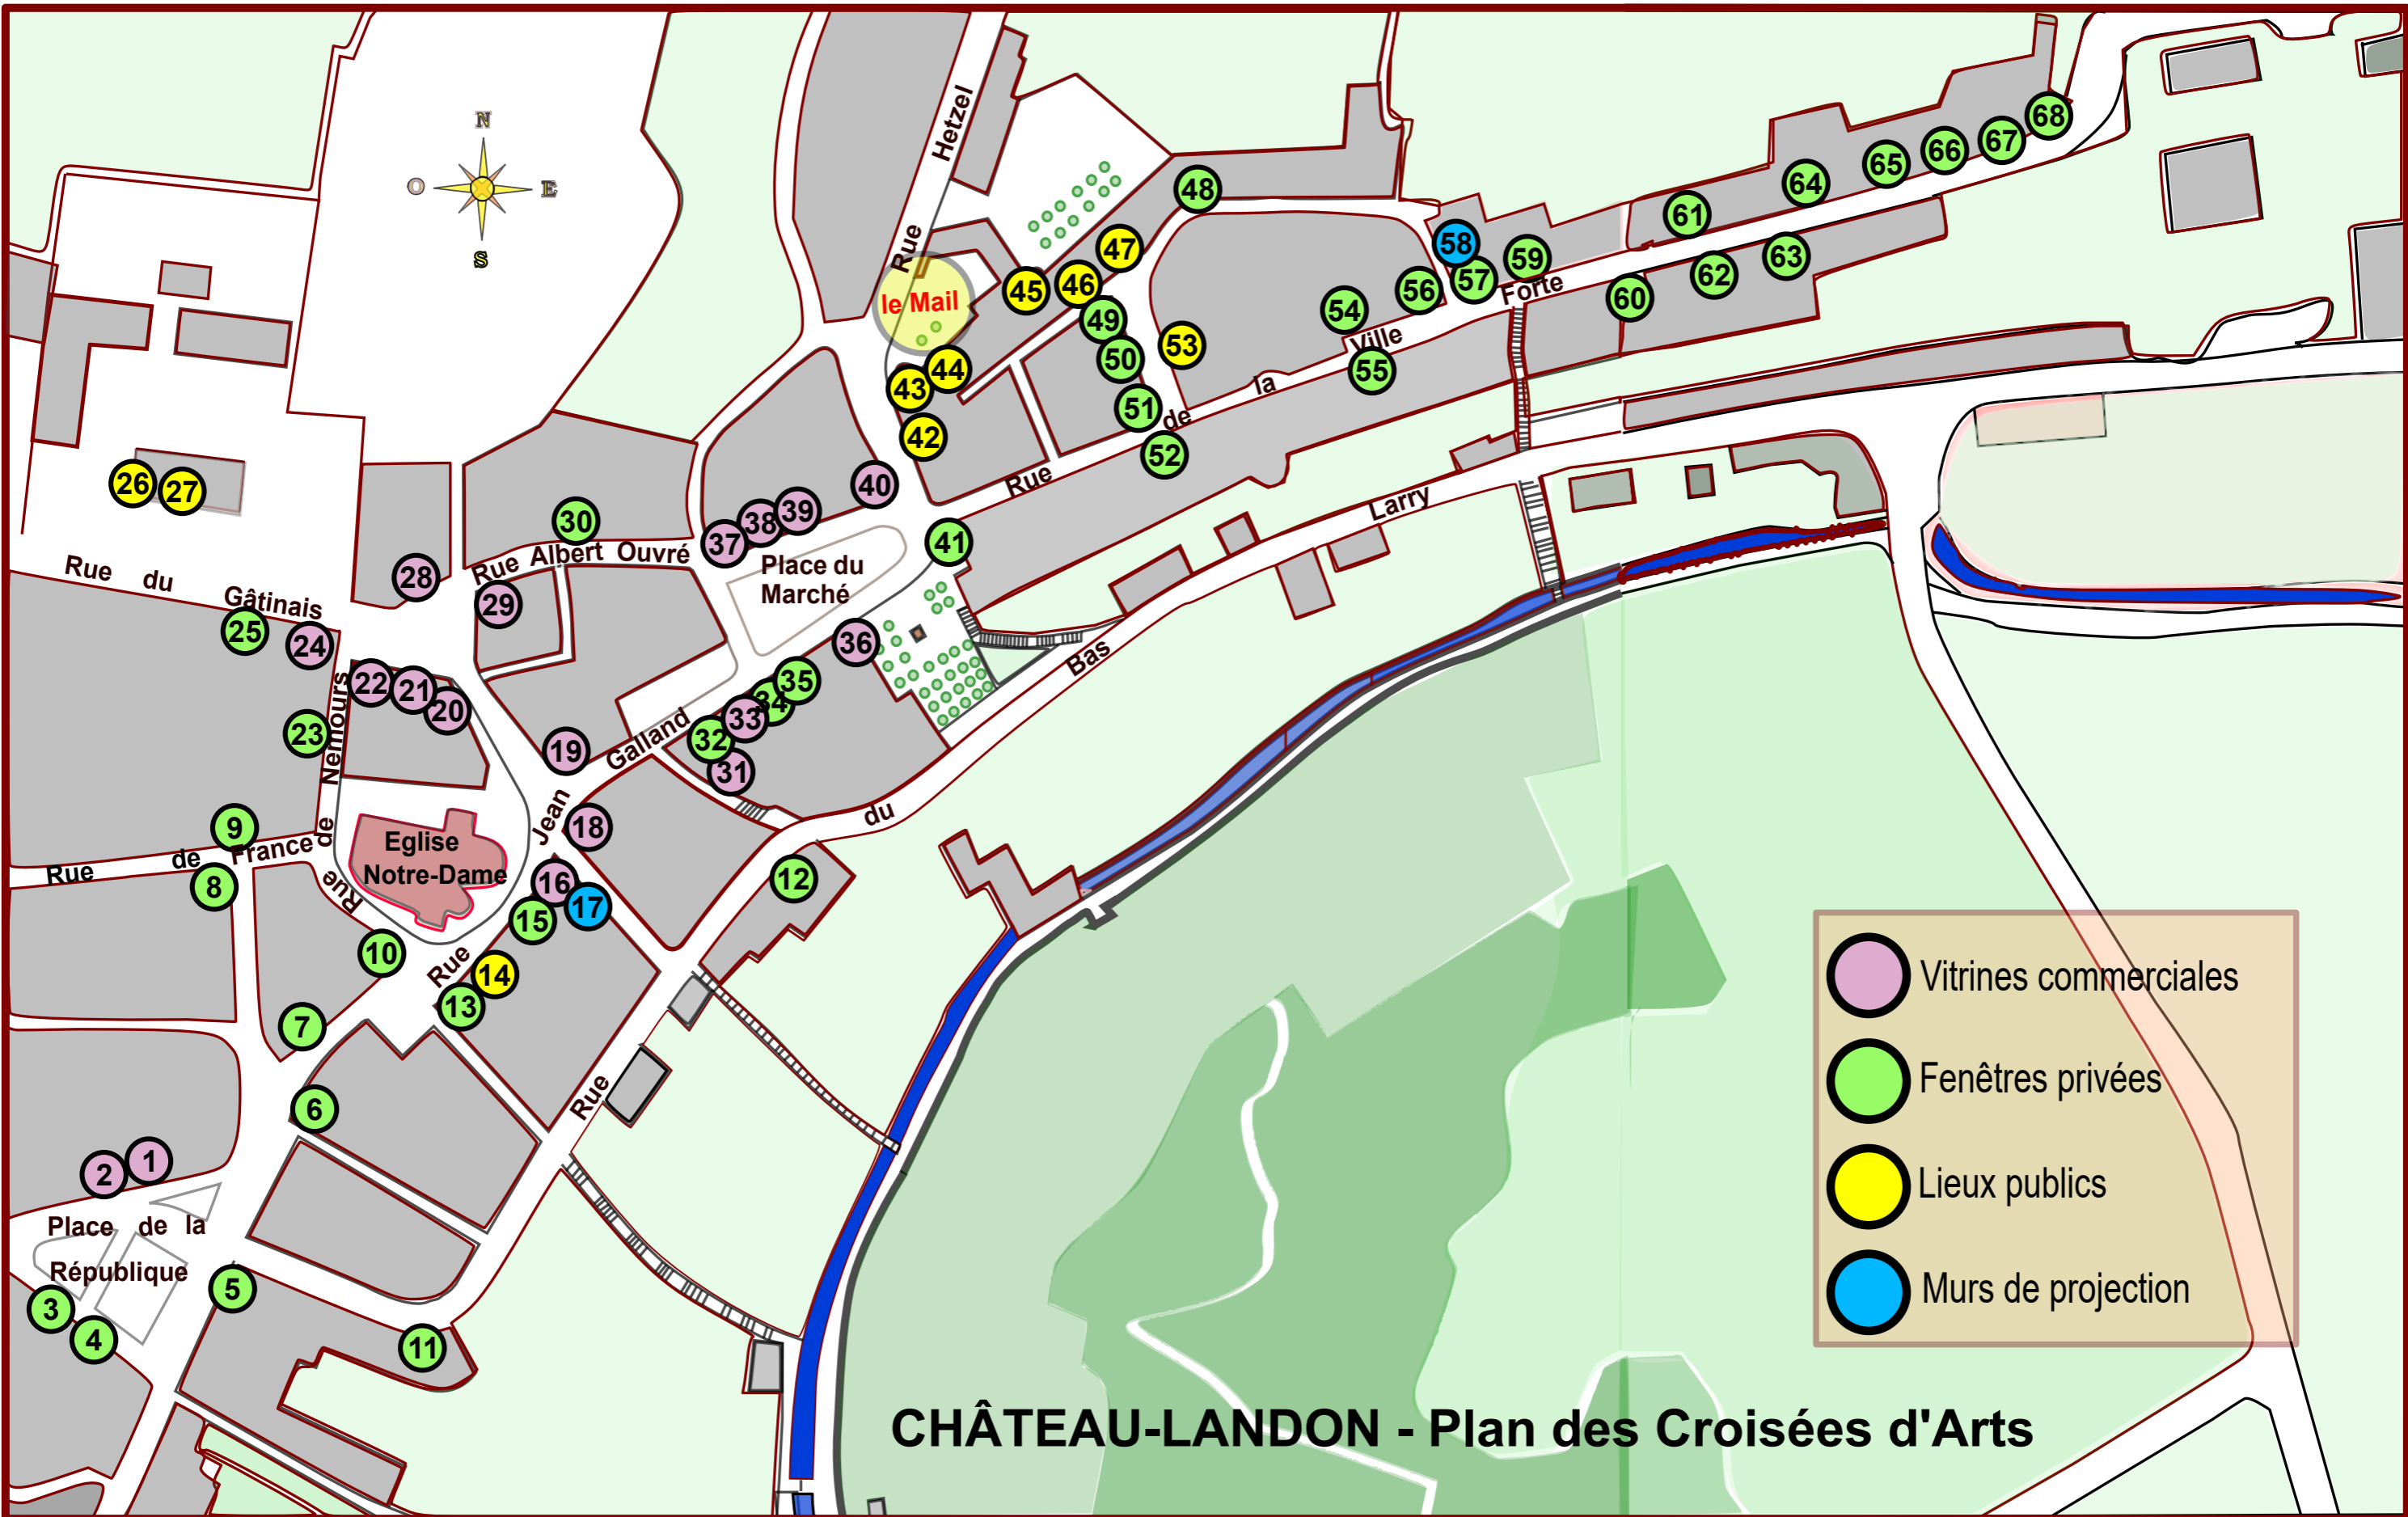 CHÂTEAU-LANDON - Plan des Croisées d'Arts
N
O
E
S
Rue Hetzel
le Mail
Rue de la Ville Forte
Rue du Gâtinais
Rue Albert Ouvré
Place du
Marché
Rue de Nemours
Rue Jean Galland
Rue du Bas Larry
Rue de France
Eglise
Notre-Dame
Place de la
République
1
2
3
4
5
6
7
8
9
10
11
12
13
14
15
16
17
18
19
20
21
22
23
24
25
26
27
28
29
30
31
32
33
34
35
36
37
38
39
40
41
42
43
44
45
46
47
48
49
50
51
52
53
54
55
56
57
58
59
60
61
62
63
64
65
66
67
68
Vitrines commerciales
Fenêtres privées
Lieux publics
Murs de projection